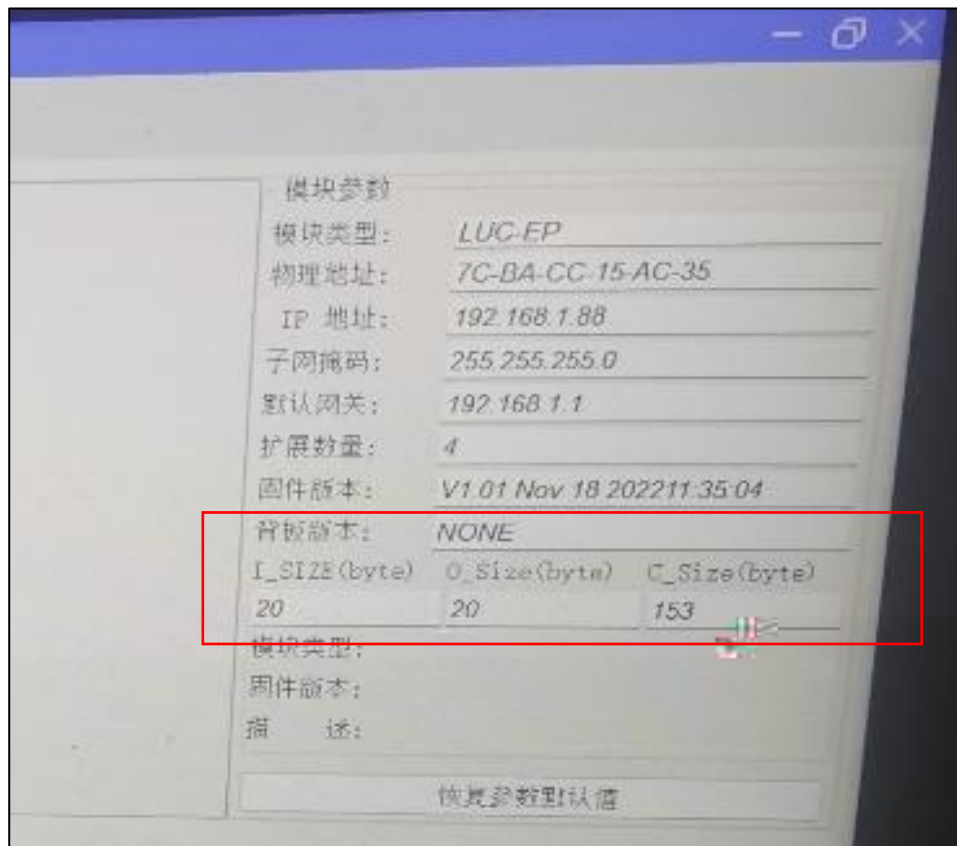 模块参数
模块类型: LUC-EP
物理地址: 7C-BA-CC-15-AC-35
IP 地址: 192.168.1.88
子网掩码: 255.255.255.0
默认网关: 192.168.1.1
扩展数量: 4
固件版本: V1.01 Nov 18 202211:35:04
背板版本: NONE
I_SIZE(byte) O_Size(byte) C_Size(byte)
20 20 153
模块类型:
固件版本:
描 述:
恢复参数默认值